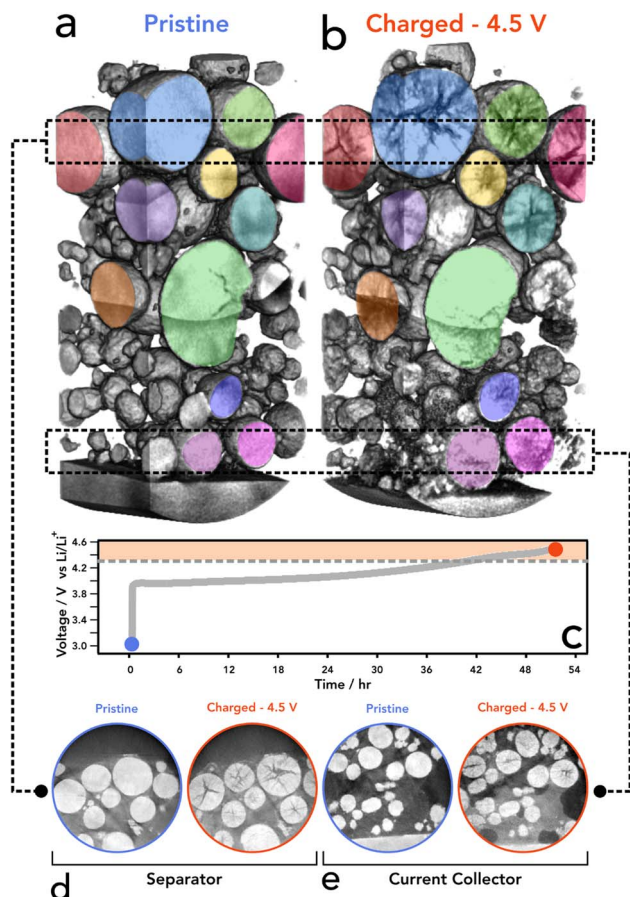 a Pristine
b Charged - 4.5 V
Voltage / V vs Li/Li⁺
4.6
4.2
3.8
3.4
3.0
C
0 6 12 18 24 30 36 42 48 54
Time / hr
Pristine Charged - 4.5 V Pristine Charged - 4.5 V
d Separator
e Current Collector